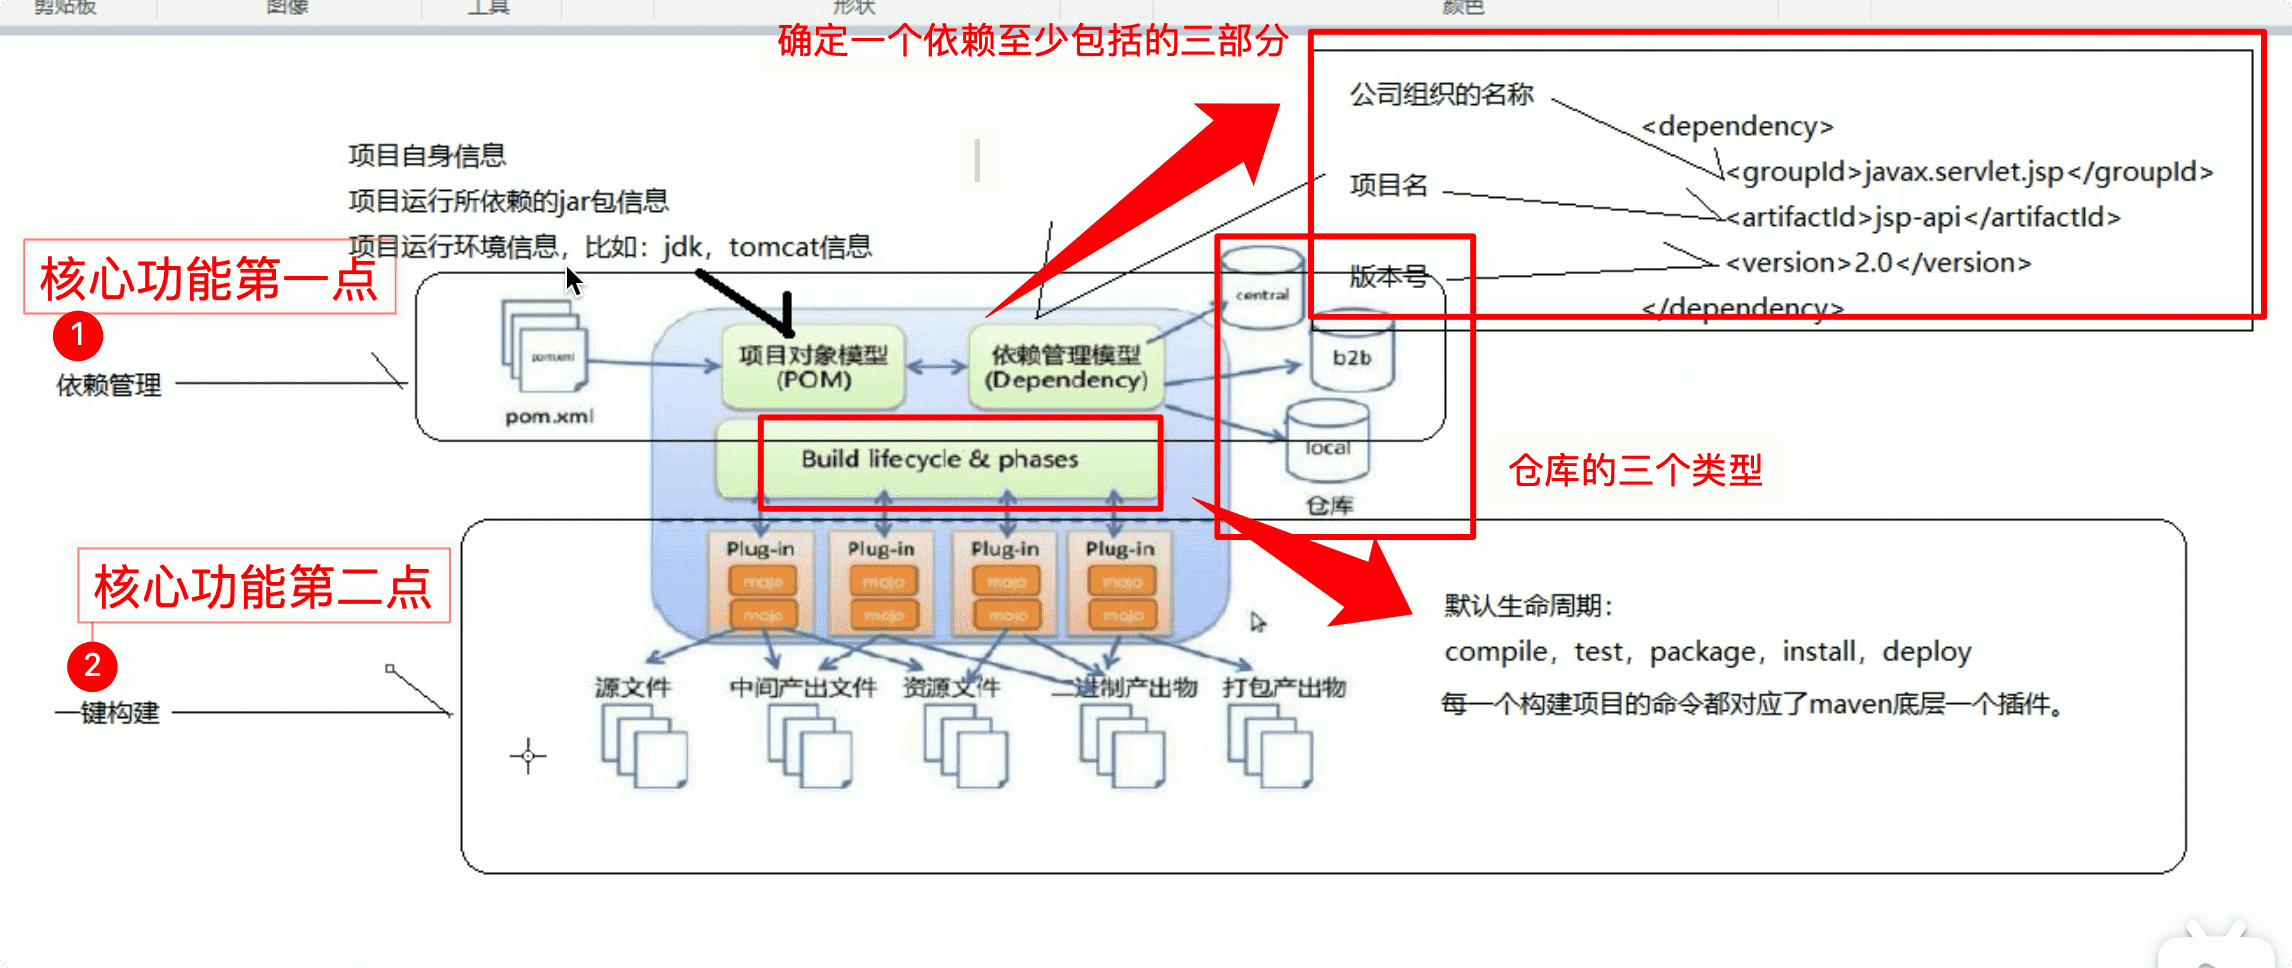 剪贴板
图像
工具
形状
颜色
确定一个依赖至少包括的三部分
公司组织的名称
<dependency>
<groupId>javax.servlet.jsp</groupId>
项目名
<artifactId>jsp-api</artifactId>
版本号
<version>2.0</version>
</dependency>
项目自身信息
项目运行所依赖的jar包信息
项目运行环境信息，比如：jdk，tomcat信息
核心功能第一点
1
依赖管理
pom.xml
pom.xml
项目对象模型
(POM)
依赖管理模型
(Dependency)
central
b2b
local
仓库
仓库的三个类型
Build lifecycle & phases
Plug-in
mojo
mojo
Plug-in
mojo
mojo
Plug-in
mojo
mojo
Plug-in
mojo
mojo
核心功能第二点
2
一键构建
源文件
中间产出文件
资源文件
二进制产出物
打包产出物
默认生命周期：
compile，test，package，install，deploy
每一个构建项目的命令都对应了maven底层一个插件。